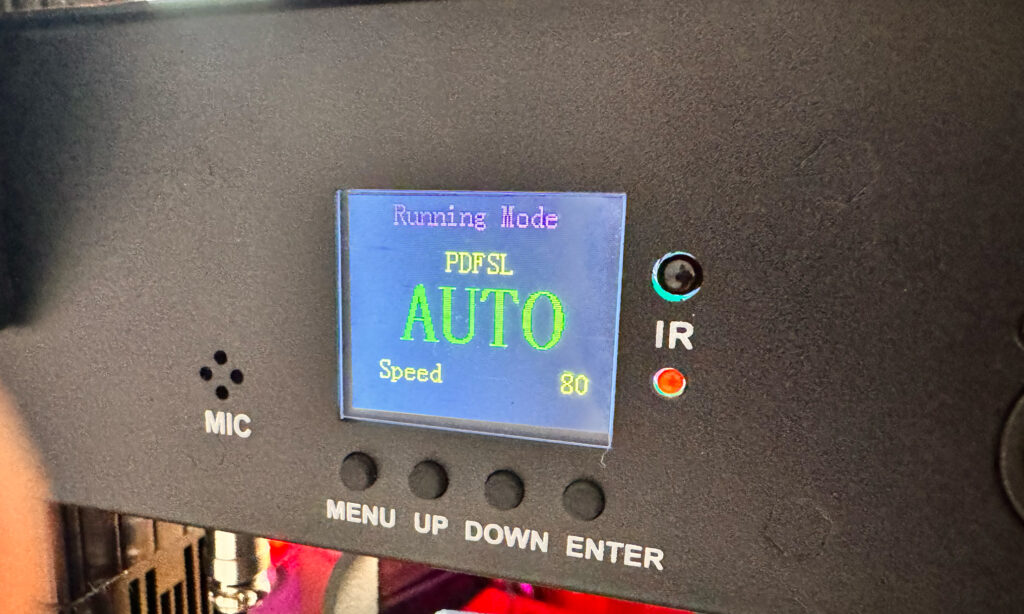 Running Mode
PDFSL
AUTO
Speed 80
IR
MIC
MENU UP DOWN ENTER